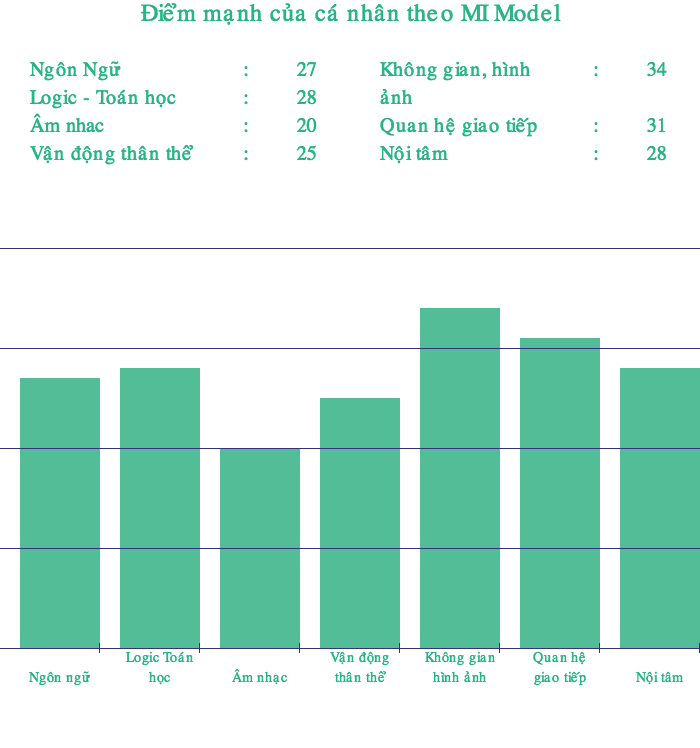 Điểm mạnh của cá nhân theo MI Model
Ngôn Ngữ : 27
Logic - Toán học : 28
Âm nhac : 20
Vận động thân thể : 25
Không gian, hình : 34
ảnh
Quan hệ giao tiếp : 31
Nội tâm : 28
Ngôn ngữ
Logic Toán
học
Âm nhạc
Vận động
thân thể
Không gian
hình ảnh
Quan hệ
giao tiếp
Nội tâm